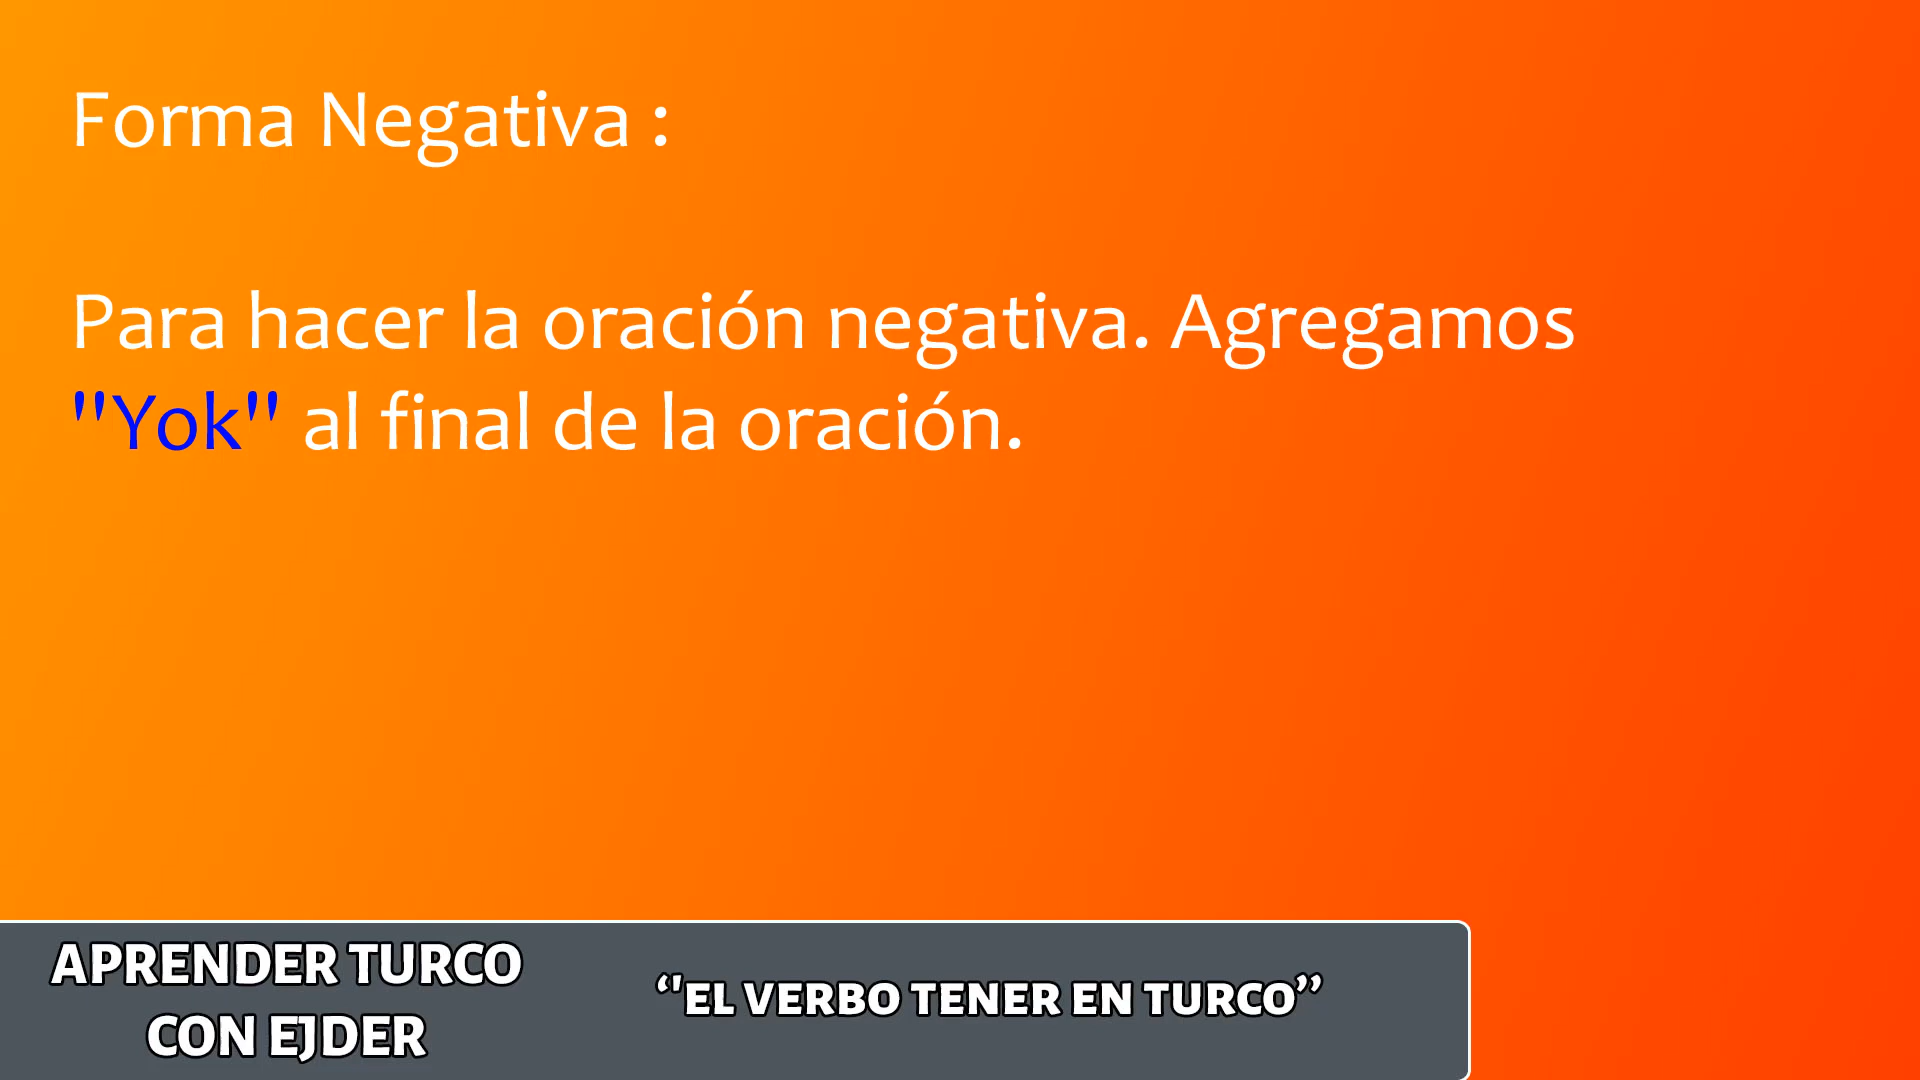 Forma Negativa :
Para hacer la oración negativa. Agregamos
"Yok" al final de la oración.
APRENDER TURCO
CON EJDER
‘'EL VERBO TENER EN TURCO’’